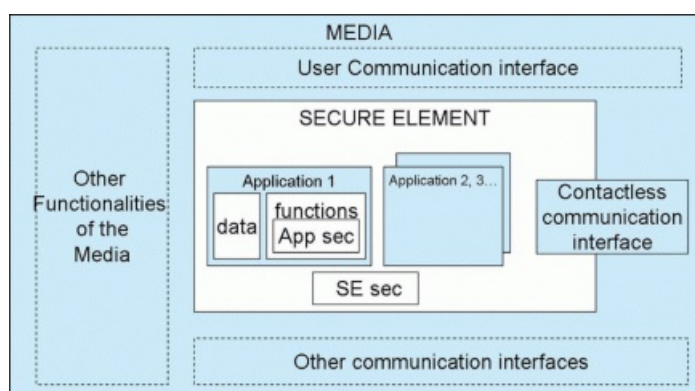 MEDIA
User Communication interface
SECURE ELEMENT
Other
Functionalities
of the
Media
Application 1
data
functions
App sec
Application 2, 3...
Contactless
communication
interface
SE sec
Other communication interfaces